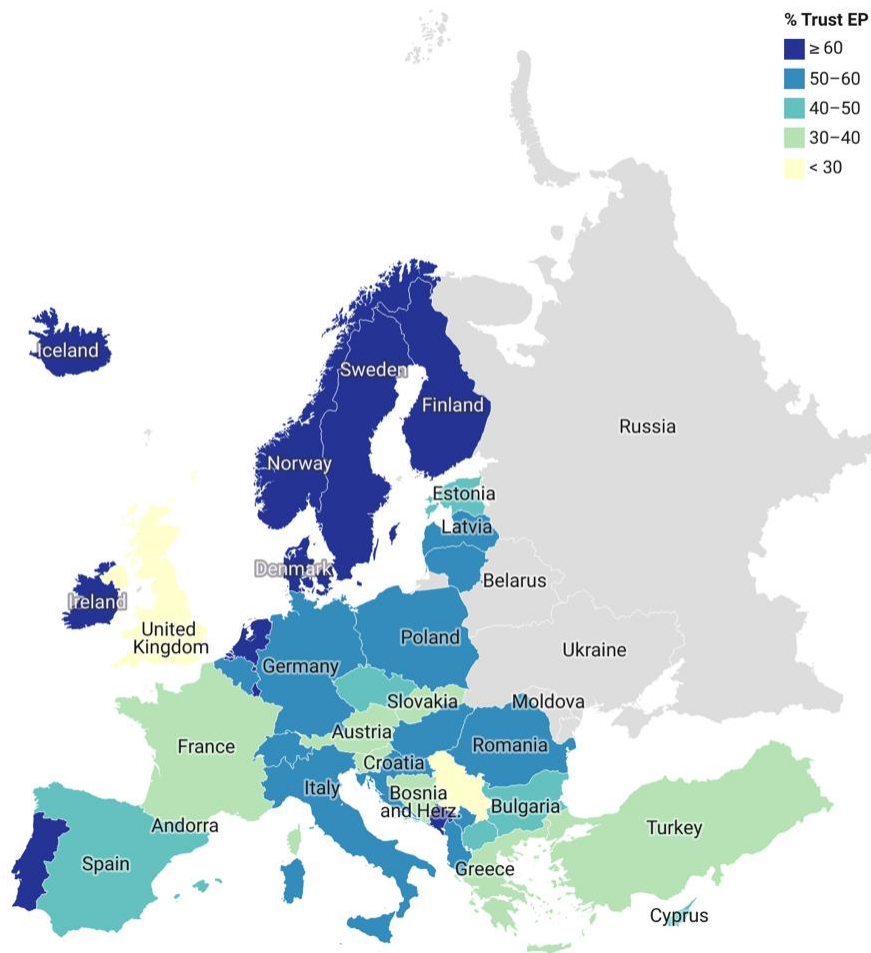 % Trust EP
≥ 60
50–60
40–50
30–40
< 30
Iceland
Sweden
Finland
Russia
Norway
Estonia
Latvia
Denmark
Belarus
Ireland
United
Kingdom
Poland
Ukraine
Germany
Slovakia
Moldova
Austria
France
Romania
Croatia
Italy
Bosnia
and Herz.
Bulgaria
Andorra
Turkey
Spain
Greece
Cyprus